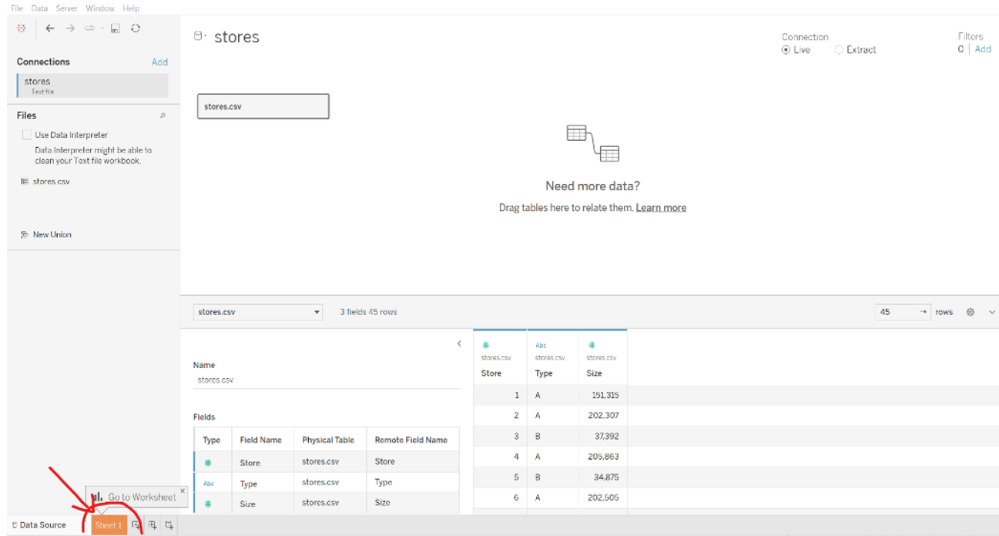 File Data Server Window Help
stores
Connection
Live Extract
Filters
0 Add
Connections Add
stores
Text file
Files
Use Data Interpreter
Data Interpreter might be able to
clean your Text file workbook.
stores.csv
New Union
stores.csv
Need more data?
Drag tables here to relate them. Learn more
stores.csv 3 fields 45 rows 45 rows
Name
stores.csv
Fields
Type Field Name Physical Table Remote Field Name
# Store stores.csv Store
Abc Type stores.csv Type
# Size stores.csv Size
# Abc #
stores.csv stores.csv stores.csv
Store Type Size
1 A 151,315
2 A 202,307
3 B 37,392
4 A 205,863
5 B 34,875
6 A 202,505
Go to Worksheet
Data Source Sheet 1